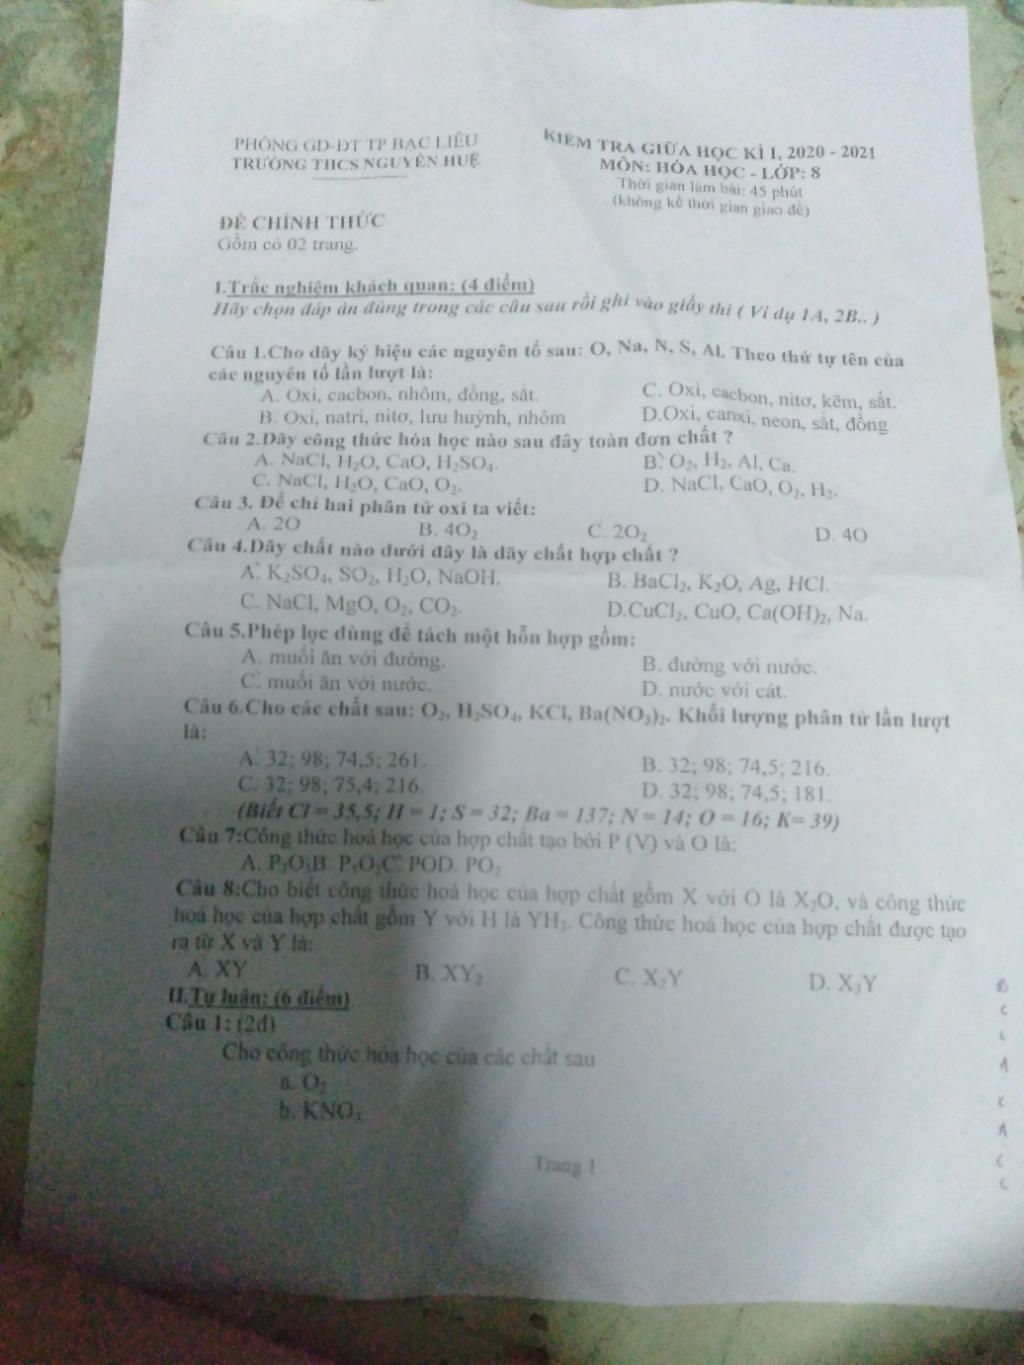 PHÒNG GD-ĐT TP BẠC LIÊU
TRƯỜNG THCS NGUYỄN HUỆ
KIỂM TRA GIỮA HỌC KÌ I, 2020 - 2021
MÔN: HÓA HỌC - LỚP: 8
Thời gian làm bài: 45 phút
(không kể thời gian giao đề)
ĐỀ CHÍNH THỨC
Gồm có 02 trang.
I.Trắc nghiệm khách quan: (4 điểm)
Hãy chọn đáp án đúng trong các câu sau rồi ghi vào giấy thi ( Ví dụ 1A, 2B.. )
Câu 1.Cho dãy ký hiệu các nguyên tố sau: O, Na, N, S, Al. Theo thứ tự tên của
các nguyên tố lần lượt là:
A. Oxi, cacbon, nhôm, đồng, sắt. C. Oxi, cacbon, nitơ, kẽm, sắt.
B. Oxi, natri, nitơ, lưu huỳnh, nhôm D.Oxi, canxi, neon, sắt, đồng
Câu 2.Dãy công thức hóa học nào sau đây toàn đơn chất ?
A. NaCl, H₂O, CaO, H₂SO₄. B. O₂, H₂, Al, Ca.
C. NaCl, H₂O, CaO, O₂. D. NaCl, CaO, O₂, H₂.
Câu 3. Để chỉ hai phân tử oxi ta viết:
A. 2O B. 4O₂ C. 2O₂ D. 4O
Câu 4.Dãy chất nào dưới đây là dãy chất hợp chất ?
A. K₂SO₄, SO₂, H₂O, NaOH. B. BaCl₂, K₂O, Ag, HCl.
C. NaCl, MgO, O₂, CO₂. D.CuCl₂, CuO, Ca(OH)₂, Na.
Câu 5.Phép lọc dùng để tách một hỗn hợp gồm:
A. muối ăn với đường. B. đường với nước.
C. muối ăn với nước. D. nước với cát.
Câu 6.Cho các chất sau: O₂, H₂SO₄, KCl, Ba(NO₃)₂. Khối lượng phân tử lần lượt
là:
A. 32; 98; 74,5; 261. B. 32; 98; 74,5; 216.
C. 32; 98; 75,4; 216. D. 32; 98; 74,5; 181.
(Biết Cl = 35,5; H = 1; S = 32; Ba = 137; N = 14; O = 16; K= 39)
Câu 7:Công thức hoá học của hợp chất tạo bởi P (V) và O là:
A. P₂O₅B. C. POD. PO₂
Câu 8:Cho biết công thức hoá học của hợp chất gồm X với O là X₂O, và công thức
hoá học của hợp chất gồm Y với H là YH₃. Công thức hoá học của hợp chất được tạo
ra từ X và Y là:
A. XY B. XY₂ C. X₂Y D. X₃Y
II.Tự luận: (6 điểm)
Câu 1: (2đ)
Cho công thức hóa học của các chất sau
a. O₂
b. KNO₃
Trang 1
B
C
C
A
C
A
C
C